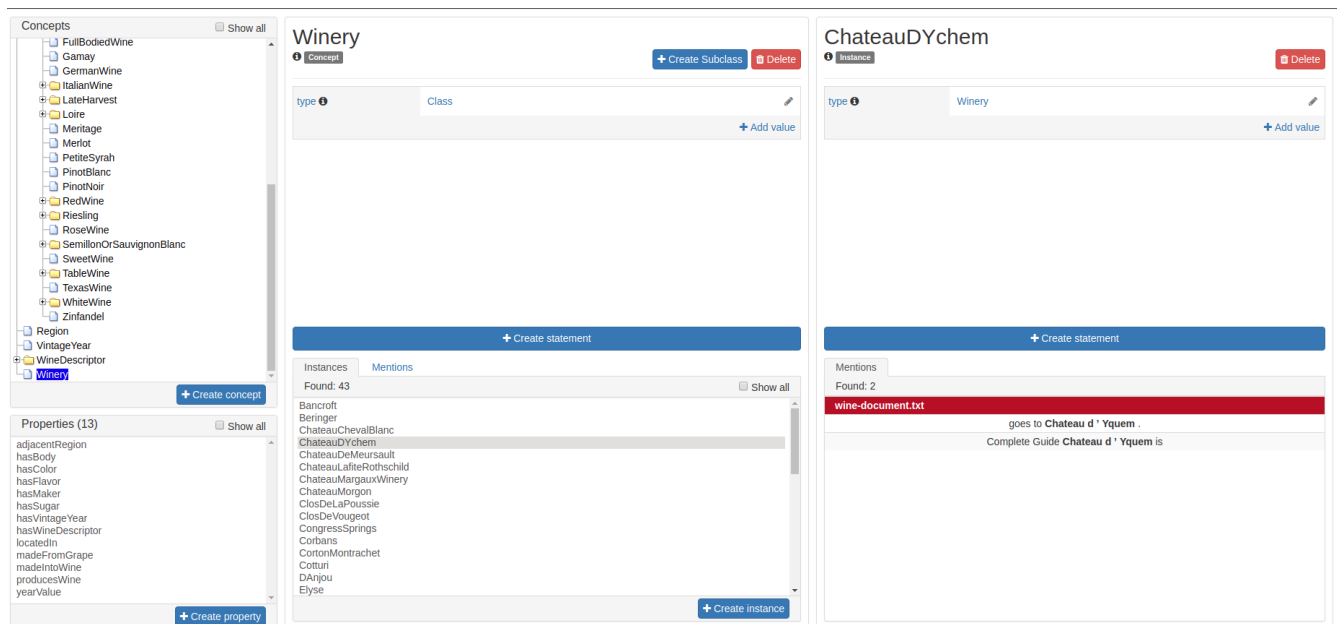 Concepts
Show all
FullBodiedWine
Gamay
GermanWine
ItalianWine
LateHarvest
Loire
Meritage
Merlot
PetiteSyrah
PinotBlanc
PinotNoir
RedWine
Riesling
RoseWine
SemillonOrSauvignonBlanc
SweetWine
TableWine
TexasWine
WhiteWine
Zinfandel
Region
VintageYear
WineDescriptor
Winery
Create concept
Properties (13)
Show all
adjacentRegion
hasBody
hasColor
hasFlavor
hasMaker
hasSugar
hasVintageYear
hasWineDescriptor
locatedIn
madeFromGrape
madeIntoWine
producesWine
yearValue
Create property
Winery
Concept
Create Subclass
Delete
type Class
Add value
Create statement
Instances Mentions
Found: 43
Show all
Bancroft
Beringer
ChateauChevalBlanc
ChateauDYchem
ChateauDeMeursault
ChateauLafiteRothschild
ChateauMargauxWinery
ChateauMorgon
ClosDeLaPoussie
ClosDeVougeot
CongressSprings
Corbans
CortonMontrachet
Cotturi
DAnjou
Elyse
Create instance
ChateauDYchem
Instance
Delete
type Winery
Add value
Create statement
Mentions
Found: 2
wine-document.txt
goes to Chateau d ' Yquem .
Complete Guide Chateau d ' Yquem is